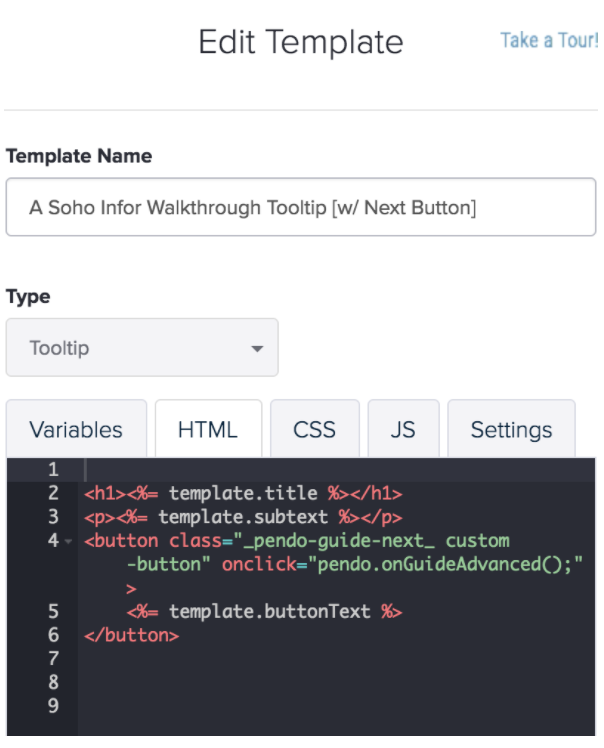 Edit Template
Take a Tour!
Template Name
A Soho Infor Walkthrough Tooltip [w/ Next Button]
Type
Tooltip
Variables HTML CSS JS Settings
1
2 <h1><%= template.title %></h1>
3 <p><%= template.subtext %></p>
4 <button class="_pendo-guide-next_ custom
-button" onclick="pendo.onGuideAdvanced();"
>
5 <%= template.buttonText %>
6 </button>
7
8
9